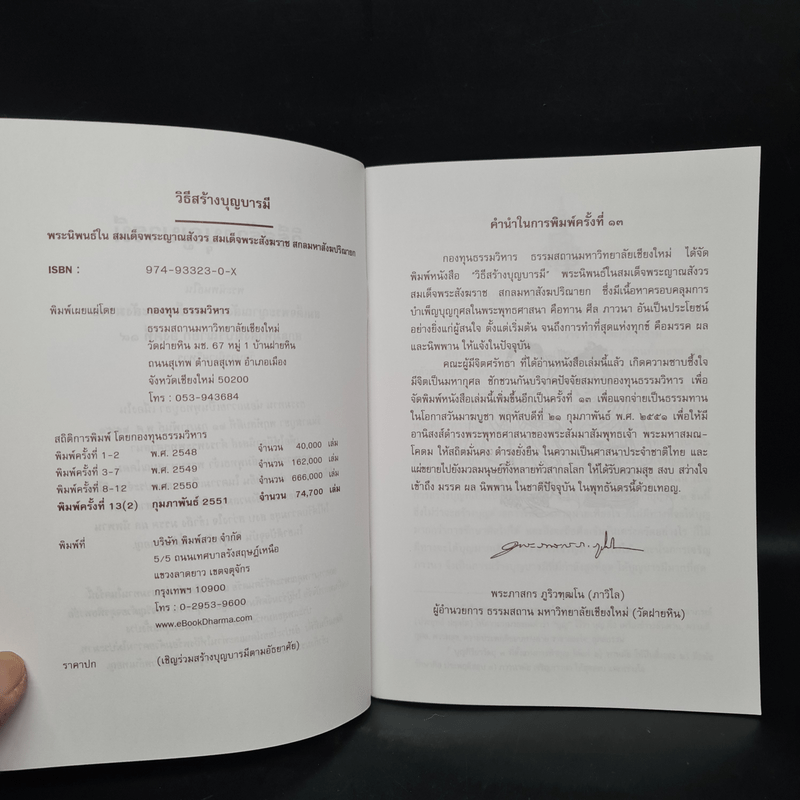 วิธีสร้างบุญบารมี
พระนิพนธ์ใน สมเด็จพระญาณสังวร สมเด็จพระสังฆราช สกลมหาสังฆปริณายก
ISBN : 974-93323-0-X
พิมพ์เผยแผ่โดย กองทุน ธรรมวิหาร
ธรรมสถานมหาวิทยาลัยเชียงใหม่
วัดฝายหิน มช. 67 หมู่ 1 บ้านฝายหิน
ถนนสุเทพ ตำบลสุเทพ อำเภอเมือง
จังหวัดเชียงใหม่ 50200
โทร : 053-943684
สถิติการพิมพ์ โดยกองทุนธรรมวิหาร
พิมพ์ครั้งที่ 1-2 พ.ศ. 2548 จำนวน 40,000 เล่ม
พิมพ์ครั้งที่ 3-7 พ.ศ. 2549 จำนวน 162,000 เล่ม
พิมพ์ครั้งที่ 8-12 พ.ศ. 2550 จำนวน 666,000 เล่ม
พิมพ์ครั้งที่ 13(2) กุมภาพันธ์ 2551 จำนวน 74,700 เล่ม
พิมพ์ที่ บริษัท พิมพ์สวย จำกัด
5/5 ถนนเทศบาลรังสฤษฎ์เหนือ
แขวงลาดยาว เขตจตุจักร
กรุงเทพฯ 10900
โทร : 0-2953-9600
www.eBookDharma.com
ราคาปก (เชิญร่วมสร้างบุญบารมีตามอัธยาศัย)
คำนำในการพิมพ์ครั้งที่ ๑๓
กองทุนธรรมวิหาร ธรรมสถานมหาวิทยาลัยเชียงใหม่ ได้จัด
พิมพ์หนังสือ "วิธีสร้างบุญบารมี" พระนิพนธ์ในสมเด็จพระญาณสังวร
สมเด็จพระสังฆราช สกลมหาสังฆปริณายก ซึ่งมีเนื้อหาครอบคลุมการ
บำเพ็ญบุญกุศลในพระพุทธศาสนา คือทาน ศีล ภาวนา อันเป็นประโยชน์
อย่างยิ่งแก่ผู้สนใจ ตั้งแต่เริ่มต้น จนถึงการทำที่สุดแห่งทุกข์ คือมรรค ผล
และนิพพาน ให้แจ้งในปัจจุบัน
คณะผู้มีจิตศรัทธา ที่ได้อ่านหนังสือเล่มนี้แล้ว เกิดความซาบซึ้งใจ
มีจิตเป็นมหากุศล ชักชวนกันบริจาคปัจจัยสมทบกองทุนธรรมวิหาร เพื่อ
จัดพิมพ์หนังสือเล่มนี้เพิ่มขึ้นอีกเป็นครั้งที่ ๑๓ เพื่อแจกจ่ายเป็นธรรมทาน
ในโอกาสวันมาฆบูชา พฤหัสบดีที่ ๒๑ กุมภาพันธ์ พ.ศ. ๒๕๕๑ เพื่อให้มี
อานิสงส์ดำรงพระพุทธศาสนาของพระสัมมาสัมพุทธเจ้า พระมหาสมณ-
โคดม ให้สถิตมั่นคง ดำรงยั่งยืน ในความเป็นศาสนาประจำชาติไทย และ
แผ่ขยายไปยังมวลมนุษย์ทั้งหลายทั่วสากลโลก ให้ได้รับความสุข สงบ สว่างใจ
เข้าถึง มรรค ผล นิพพาน ในชาติปัจจุบัน ในพุทธันดรนี้ด้วยเทอญ.
พระภาสกร ภูริวฑฺฒโน (ภาวิไล)
ผู้อำนวยการ ธรรมสถาน มหาวิทยาลัยเชียงใหม่ (วัดฝายหิน)